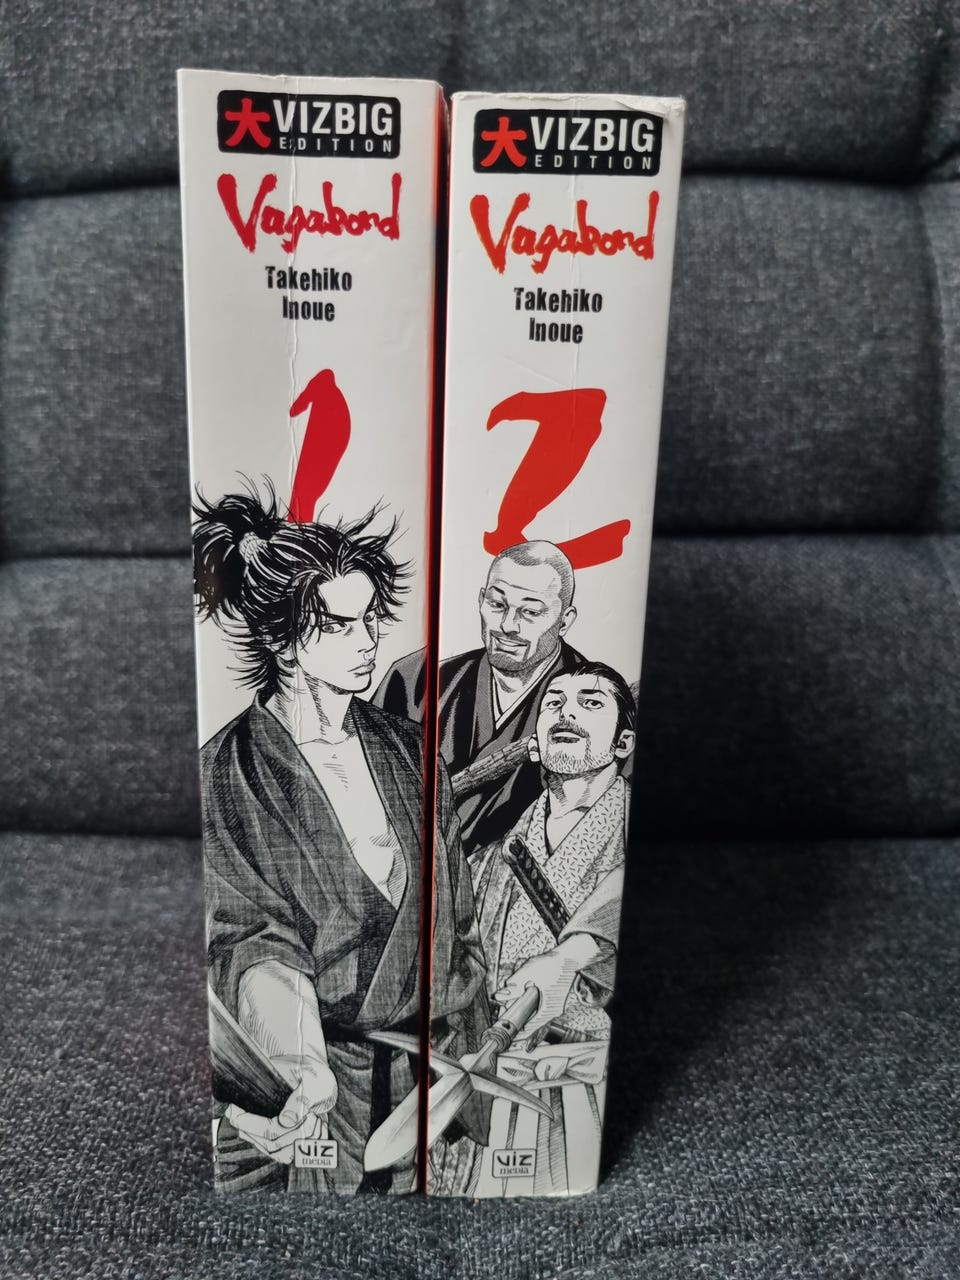 大 VIZBIG
EDITION
Vagabond
Takehiko
Inoue
1
VIZ
media
大 VIZBIG
EDITION
Vagabond
Takehiko
Inoue
2
VIZ
media